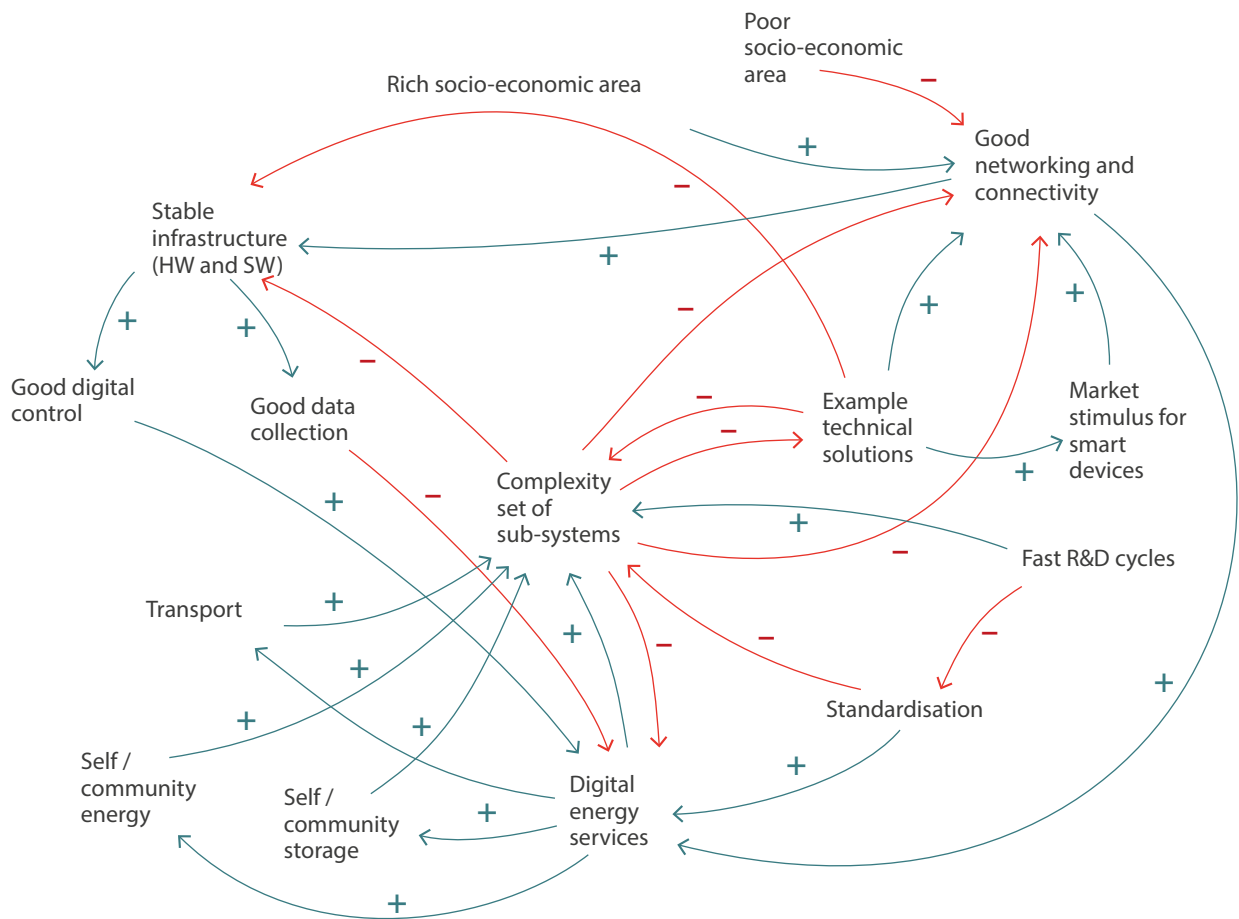 Poor
socio-economic
area
Rich socio-economic area
–
+
Good
networking and
connectivity
–
Stable
infrastructure
(HW and SW)
+
+
+
–
+
+
–
Good digital
control
Good data
collection
–
–
Example
technical
solutions
Market
stimulus for
smart
devices
+
+
–
Complexity
set of
sub-systems
+
–
Fast R&D cycles
Transport
+
+
–
–
–
+
+
+
Standardisation
+
Self /
community
energy
Self /
community
storage
+
Digital
energy
services
+
+